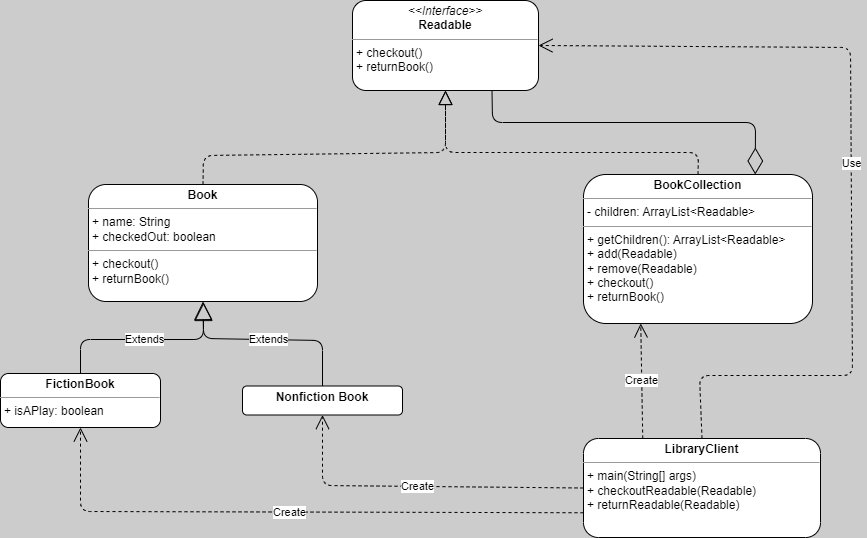 <<Interface>>
Readable
+ checkout()
+ returnBook()
Use
Book
+ name: String
+ checkedOut: boolean
+ checkout()
+ returnBook()
BookCollection
- children: ArrayList<Readable>
+ getChildren(): ArrayList<Readable>
+ add(Readable)
+ remove(Readable)
+ checkout()
+ returnBook()
Extends
Extends
FictionBook
+ isAPlay: boolean
Nonfiction Book
Create
LibraryClient
+ main(String[] args)
+ checkoutReadable(Readable)
+ returnReadable(Readable)
Create
Create